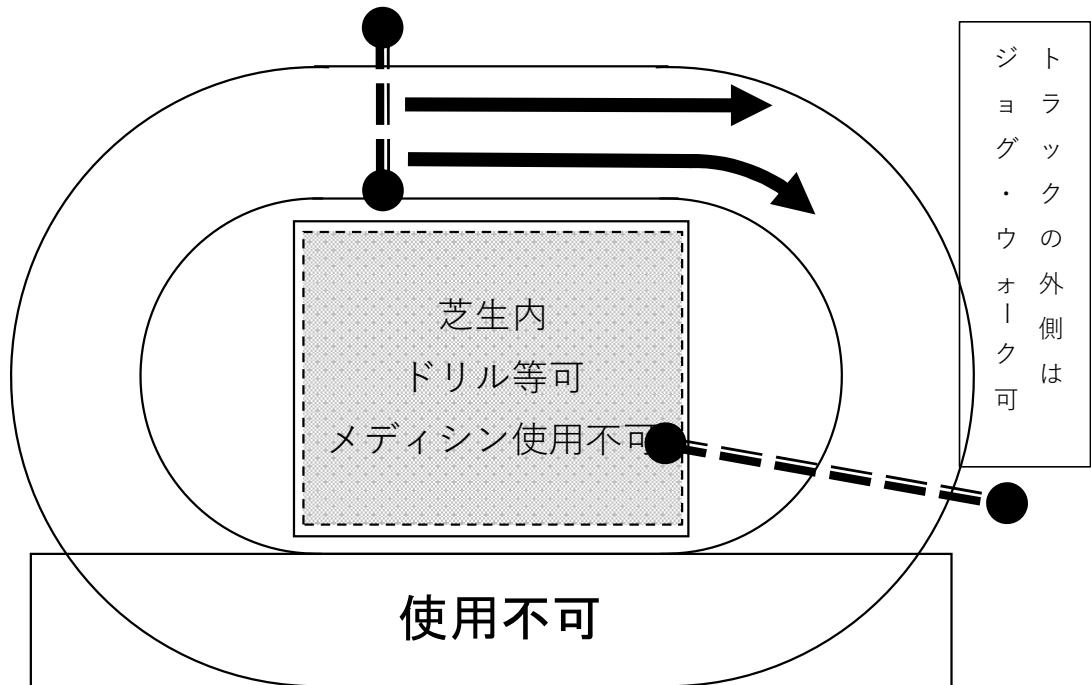 トラックの外側は
ジョグ・ウォーク可
芝生内
ドリル等可
メディシン使用不可
使用不可